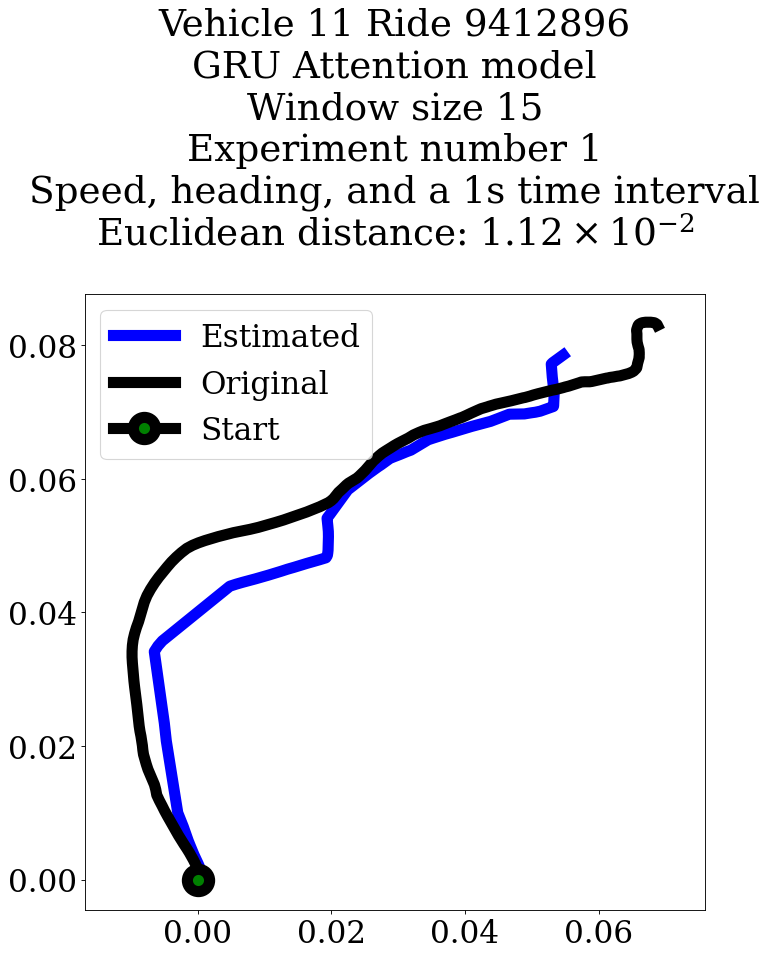 Vehicle 11 Ride 9412896
GRU Attention model
Window size 15
Experiment number 1
Speed, heading, and a 1s time interval
Euclidean distance: 1.12 × 10⁻²
Estimated
Original
Start
0.08
0.06
0.04
0.02
0.00
0.00 0.02 0.04 0.06